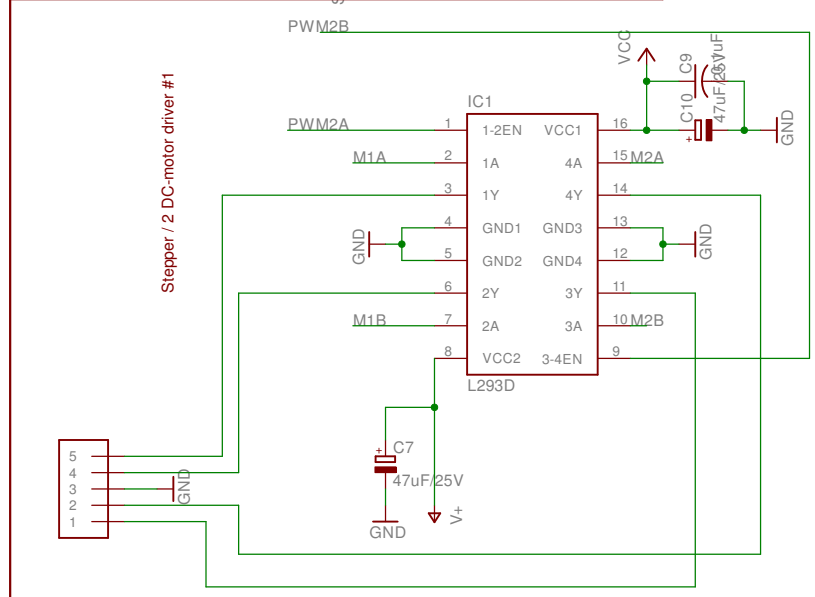 PWM2B
VCC
C9
0.1uF
C10
47uF/25V
GND
Stepper / 2 DC-motor driver #1
IC1
PWM2A
1 1-2EN VCC1 16
M1A 2 1A 4A 15 M2A
3 1Y 4Y 14
GND 4 GND1 GND3 13 GND
5 GND2 GND4 12
6 2Y 3Y 11
M1B 7 2A 3A 10 M2B
8 VCC2 3-4EN 9
L293D
+ C7
47uF/25V
GND
V+
5
4
3 GND
2
1